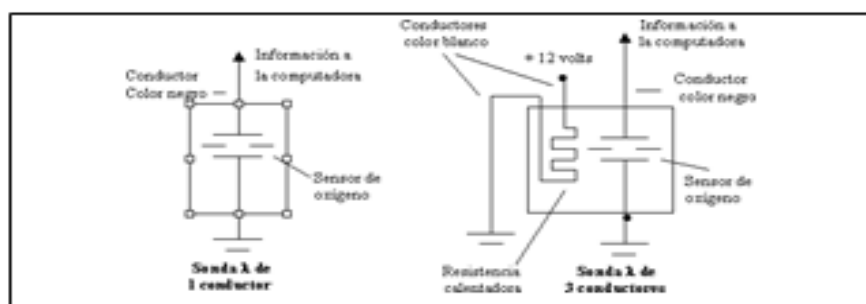 Información a
la computadora
Conductor
Color negro
Sensor de
oxígeno
Sonda λ de
1 conductor
Conductores
color blanco
+ 12 volts
Información a
la computadora
Conductor
color negro
Sensor de
oxígeno
Resistencia
calentadora
Sonda λ de
3 conductores